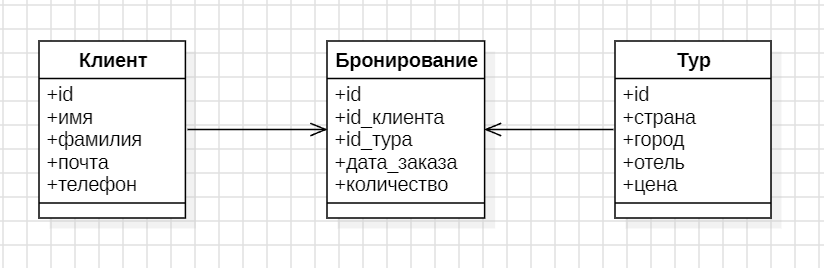 Клиент
+id
+имя
+фамилия
+почта
+телефон
Бронирование
+id
+id_клиента
+id_тура
+дата_заказа
+количество
Тур
+id
+страна
+город
+отель
+цена